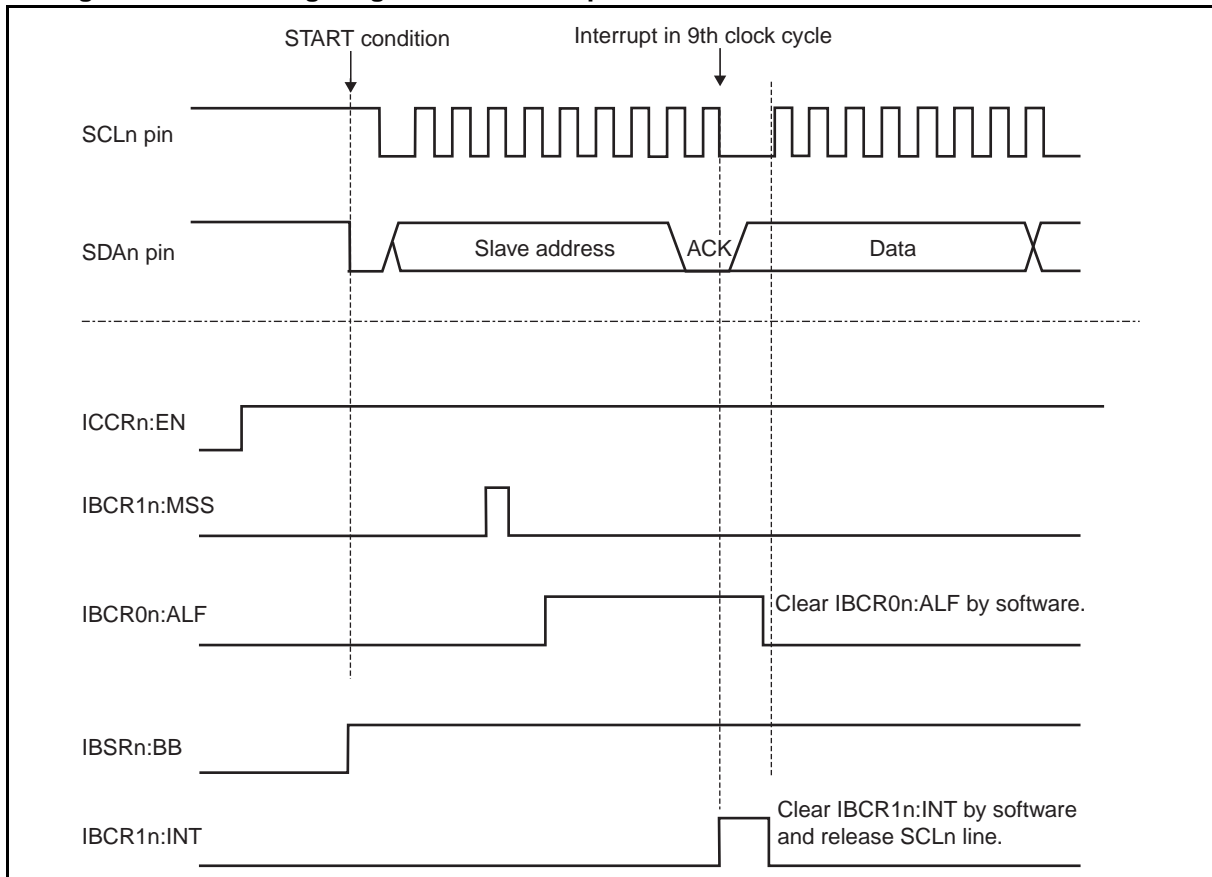 START condition
Interrupt in 9th clock cycle
SCLn pin
SDAn pin
Slave address
ACK
Data
ICCRn:EN
IBCR1n:MSS
IBCR0n:ALF
Clear IBCR0n:ALF by software.
IBSRn:BB
IBCR1n:INT
Clear IBCR1n:INT by software
and release SCLn line.